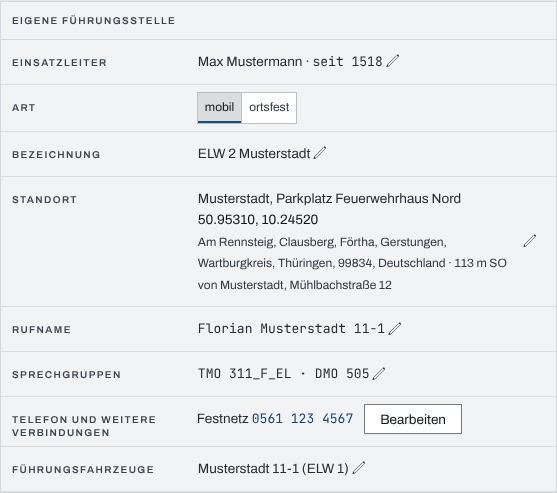 EIGENE FÜHRUNGSSTELLE
EINSATZLEITER
Max Mustermann · seit 1518
ART
mobil
ortsfest
BEZEICHNUNG
ELW 2 Musterstadt
STANDORT
Musterstadt, Parkplatz Feuerwehrhaus Nord
50.95310, 10.24520
Am Rennsteig, Clausberg, Förtha, Gerstungen,
Wartburgkreis, Thüringen, 99834, Deutschland · 113 m SO
von Musterstadt, Mühlbachstraße 12
RUFNAME
Florian Musterstadt 11-1
SPRECHGRUPPEN
TMO 311_F_EL · DMO 505
TELEFON UND WEITERE
VERBINDUNGEN
Festnetz 0561 123 4567
Bearbeiten
FÜHRUNGSFAHRZEUGE
Musterstadt 11-1 (ELW 1)